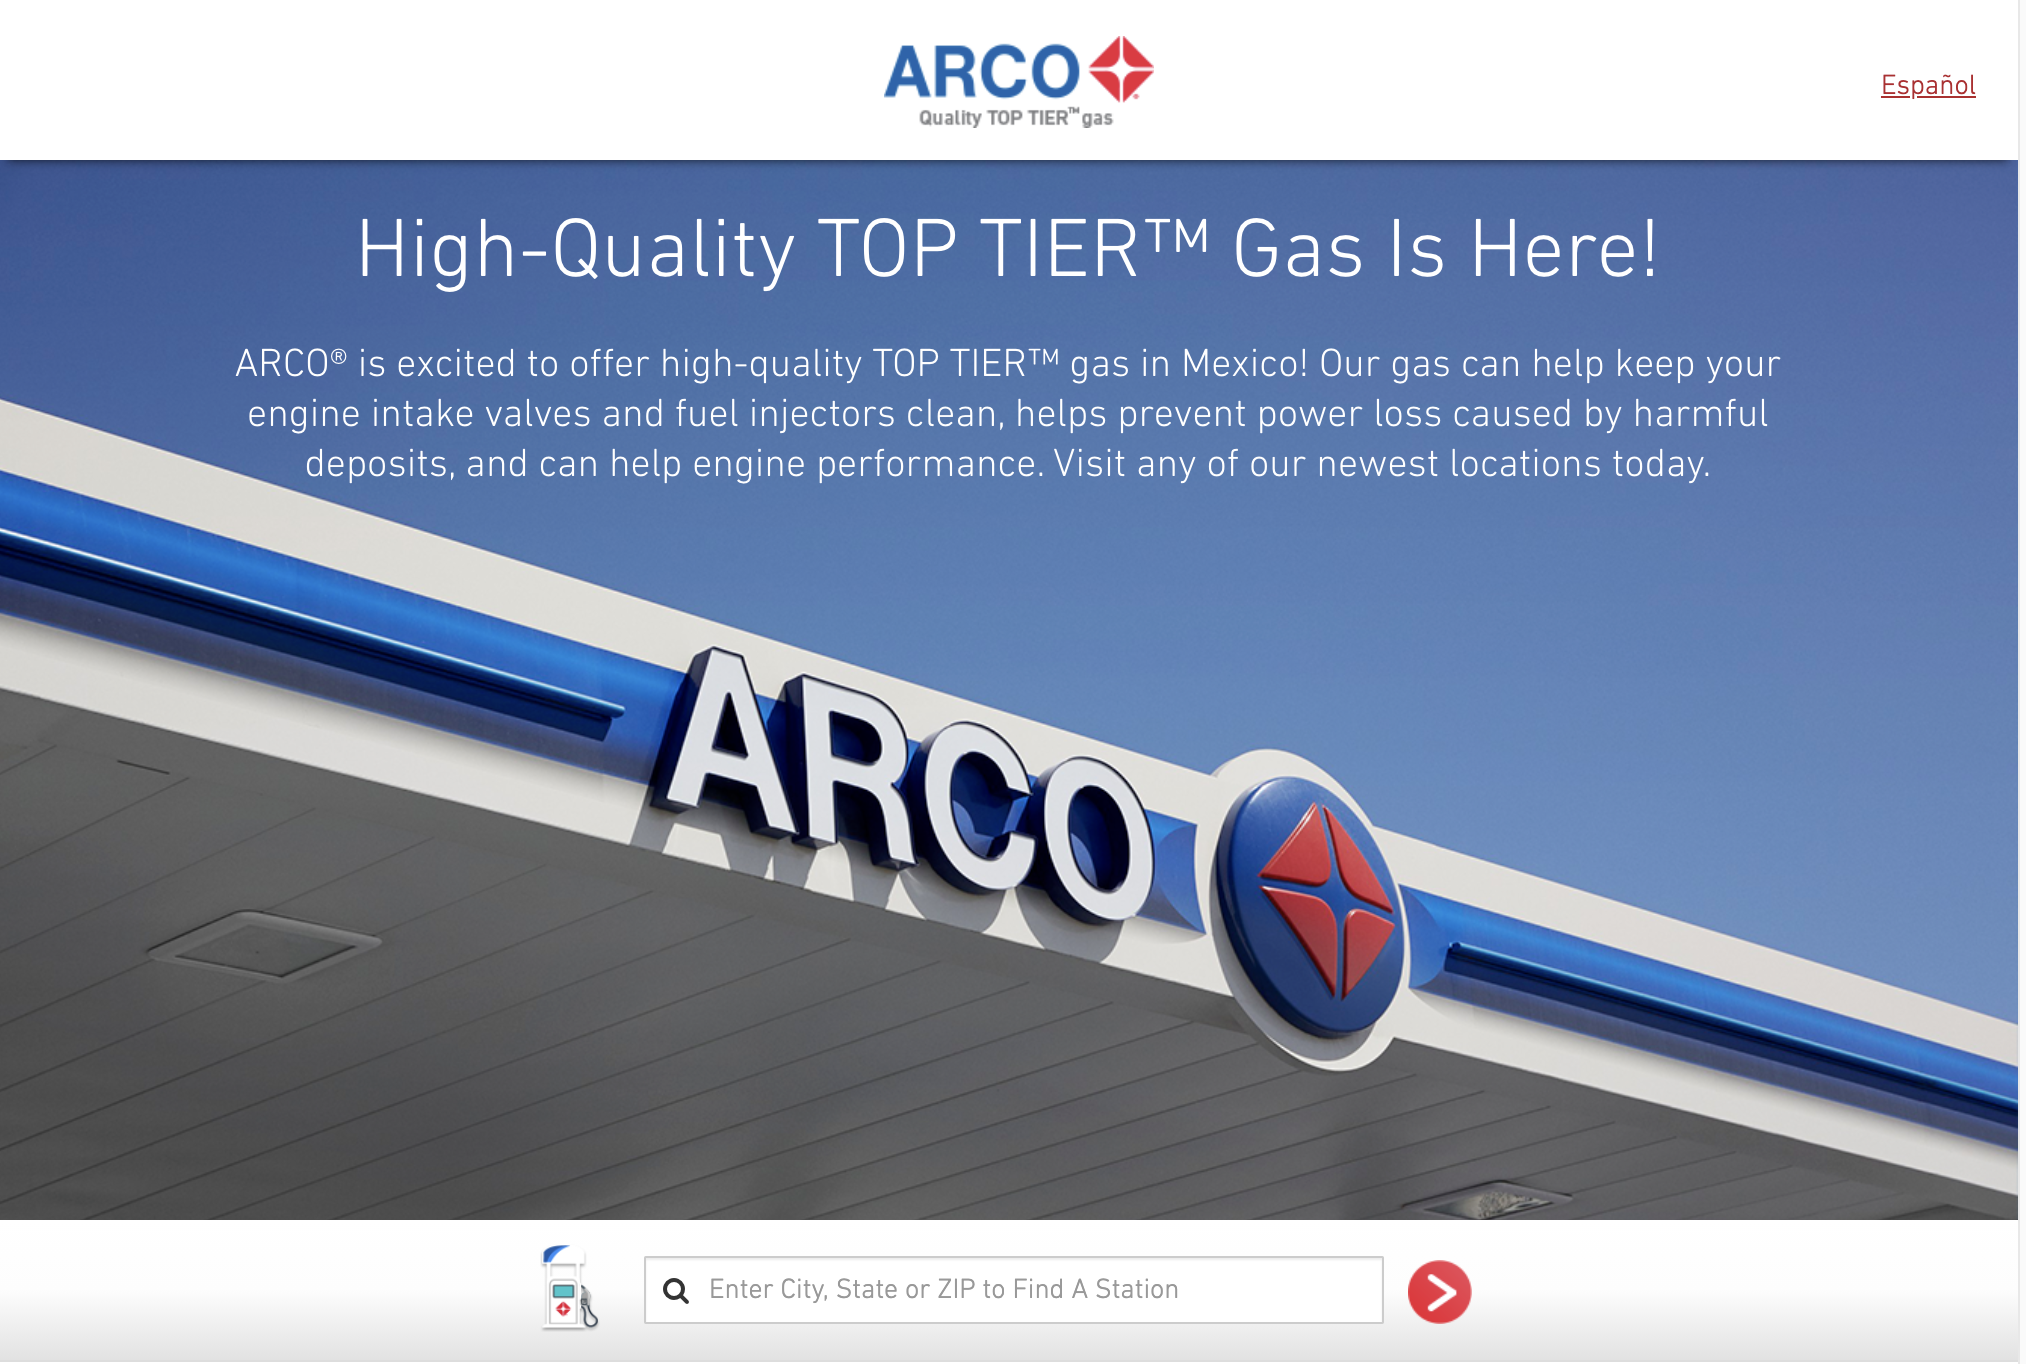 ARCO
Quality TOP TIER™ gas
Español
High-Quality TOP TIER™ Gas Is Here!
ARCO® is excited to offer high-quality TOP TIER™ gas in Mexico! Our gas can help keep your
engine intake valves and fuel injectors clean, helps prevent power loss caused by harmful
deposits, and can help engine performance. Visit any of our newest locations today.
ARCO
Enter City, State or ZIP to Find A Station